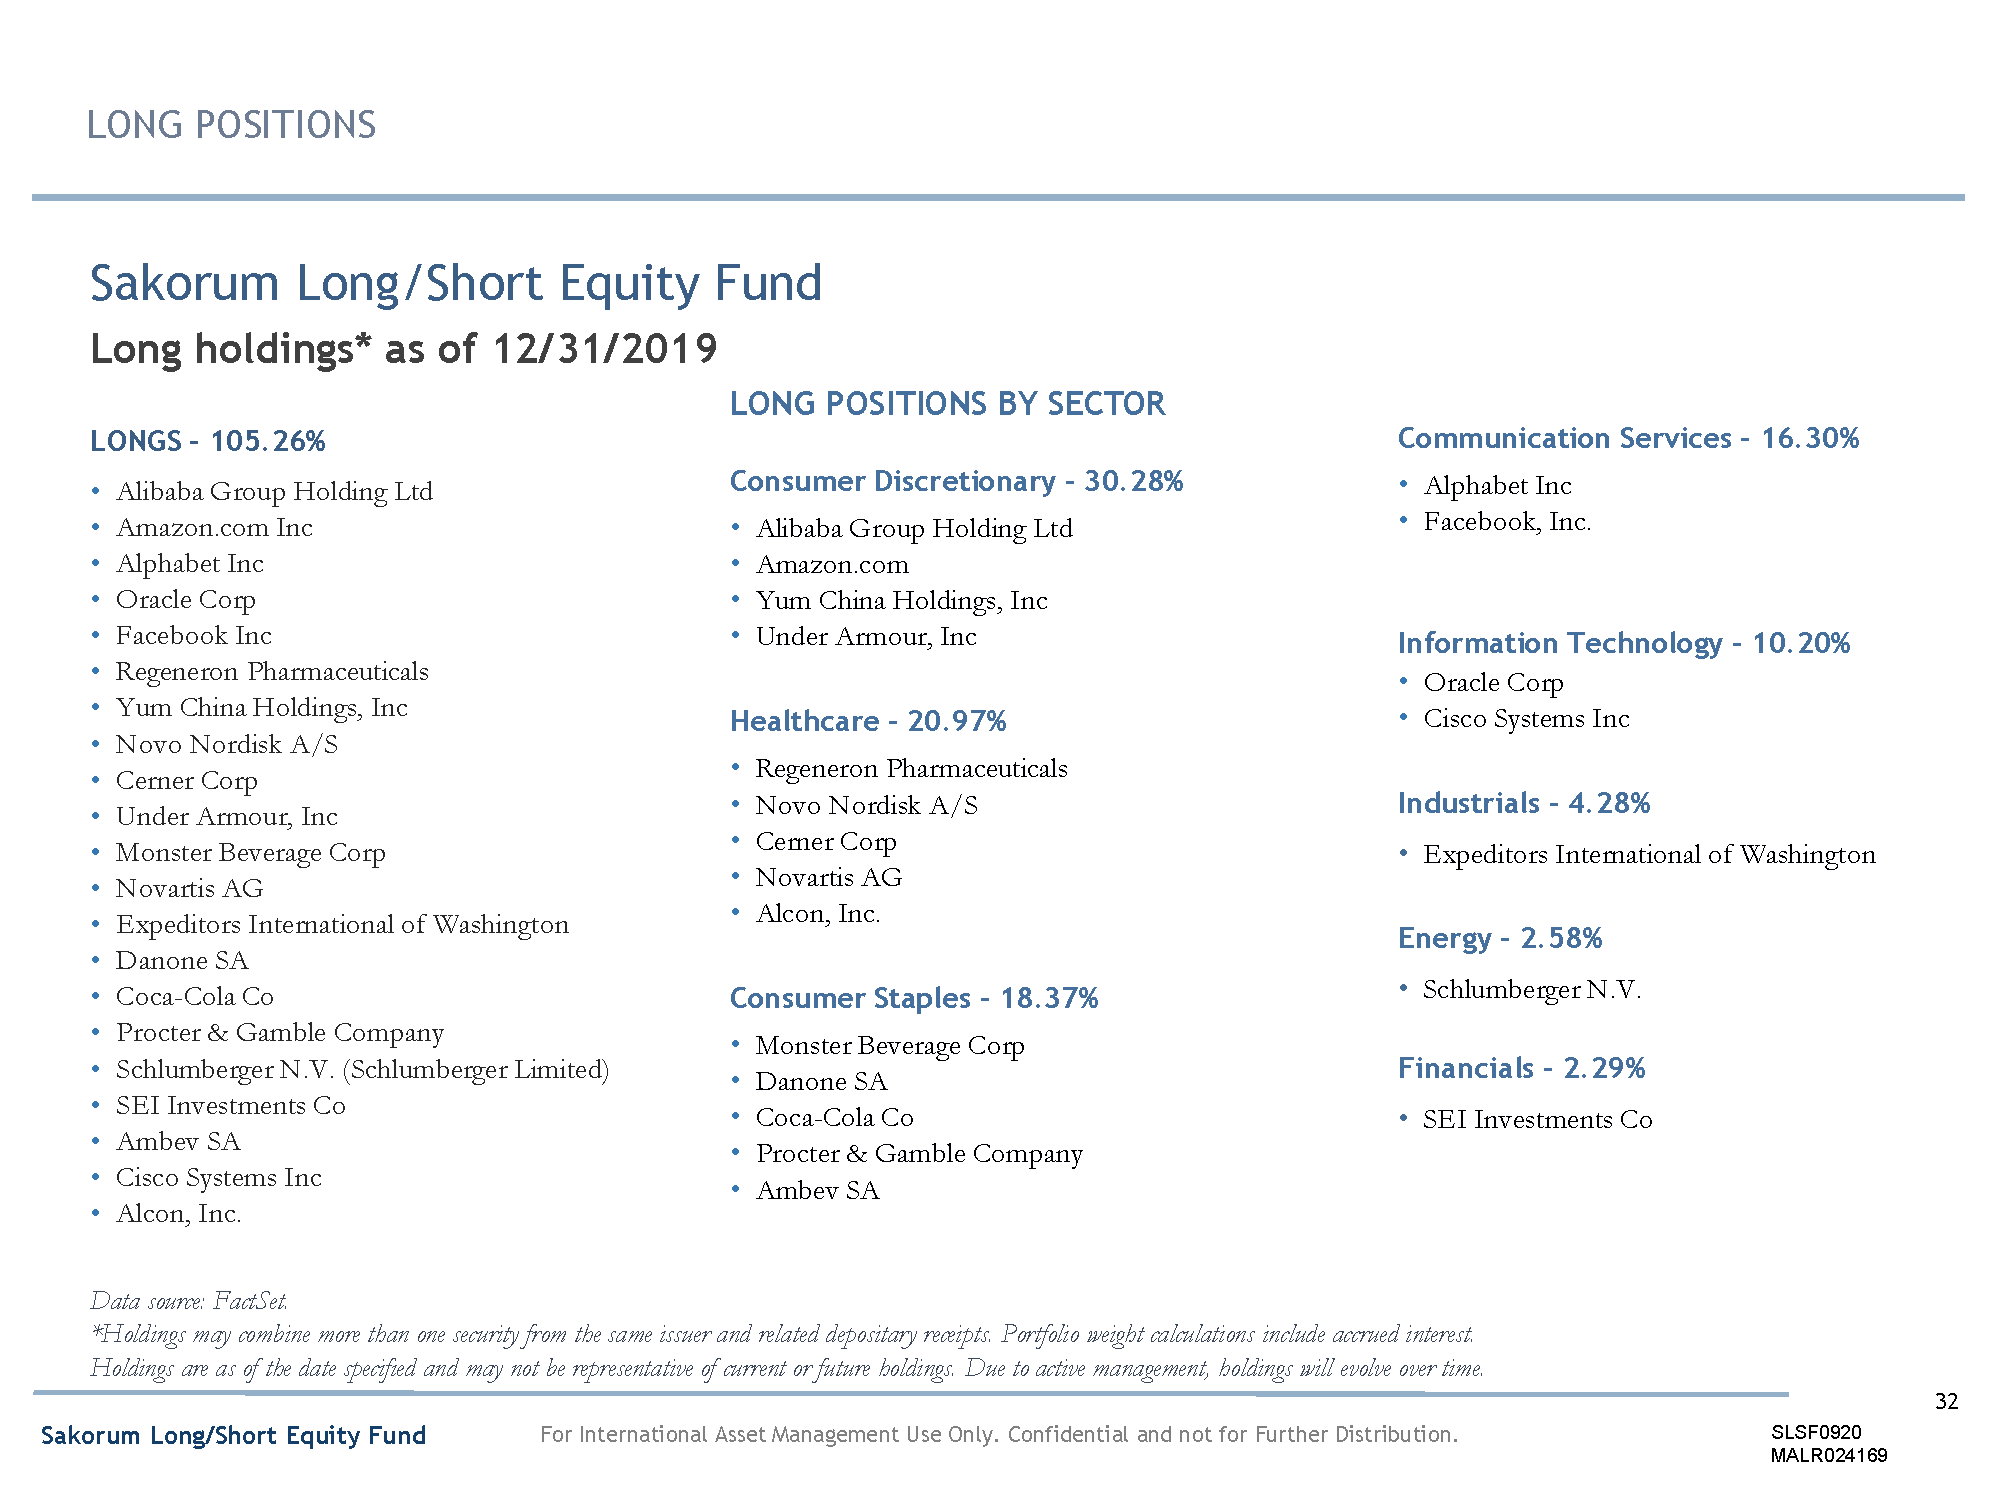 LONG POSITIONS
Sakorum Long/Short Equity Fund
Long holdings* as of 12/31/2019
LONGS – 105.26%
• Alibaba Group Holding Ltd
• Amazon.com Inc
• Alphabet Inc
• Oracle Corp
• Facebook Inc
• Regeneron Pharmaceuticals
• Yum China Holdings, Inc
• Novo Nordisk A/S
• Cerner Corp
• Under Armour, Inc
• Monster Beverage Corp
• Novartis AG
• Expeditors International of Washington
• Danone SA
• Coca-Cola Co
• Procter & Gamble Company
• Schlumberger N.V. (Schlumberger Limited)
• SEI Investments Co
• Ambev SA
• Cisco Systems Inc
• Alcon, Inc.
LONG POSITIONS BY SECTOR
Consumer Discretionary – 30.28%
• Alibaba Group Holding Ltd
• Amazon.com
• Yum China Holdings, Inc
• Under Armour, Inc
Healthcare – 20.97%
• Regeneron Pharmaceuticals
• Novo Nordisk A/S
• Cerner Corp
• Novartis AG
• Alcon, Inc.
Consumer Staples – 18.37%
• Monster Beverage Corp
• Danone SA
• Coca-Cola Co
• Procter & Gamble Company
• Ambev SA
Communication Services – 16.30%
• Alphabet Inc
• Facebook, Inc.
Information Technology – 10.20%
• Oracle Corp
• Cisco Systems Inc
Industrials – 4.28%
• Expeditors International of Washington
Energy – 2.58%
• Schlumberger N.V.
Financials – 2.29%
• SEI Investments Co
Data source: FactSet.
*Holdings may combine more than one security from the same issuer and related depositary receipts. Portfolio weight calculations include accrued interest.
Holdings are as of the date specified and may not be representative of current or future holdings. Due to active management, holdings will evolve over time.
32
Sakorum Long/Short Equity Fund
For International Asset Management Use Only. Confidential and not for Further Distribution.
SLSF0920
MALR024169